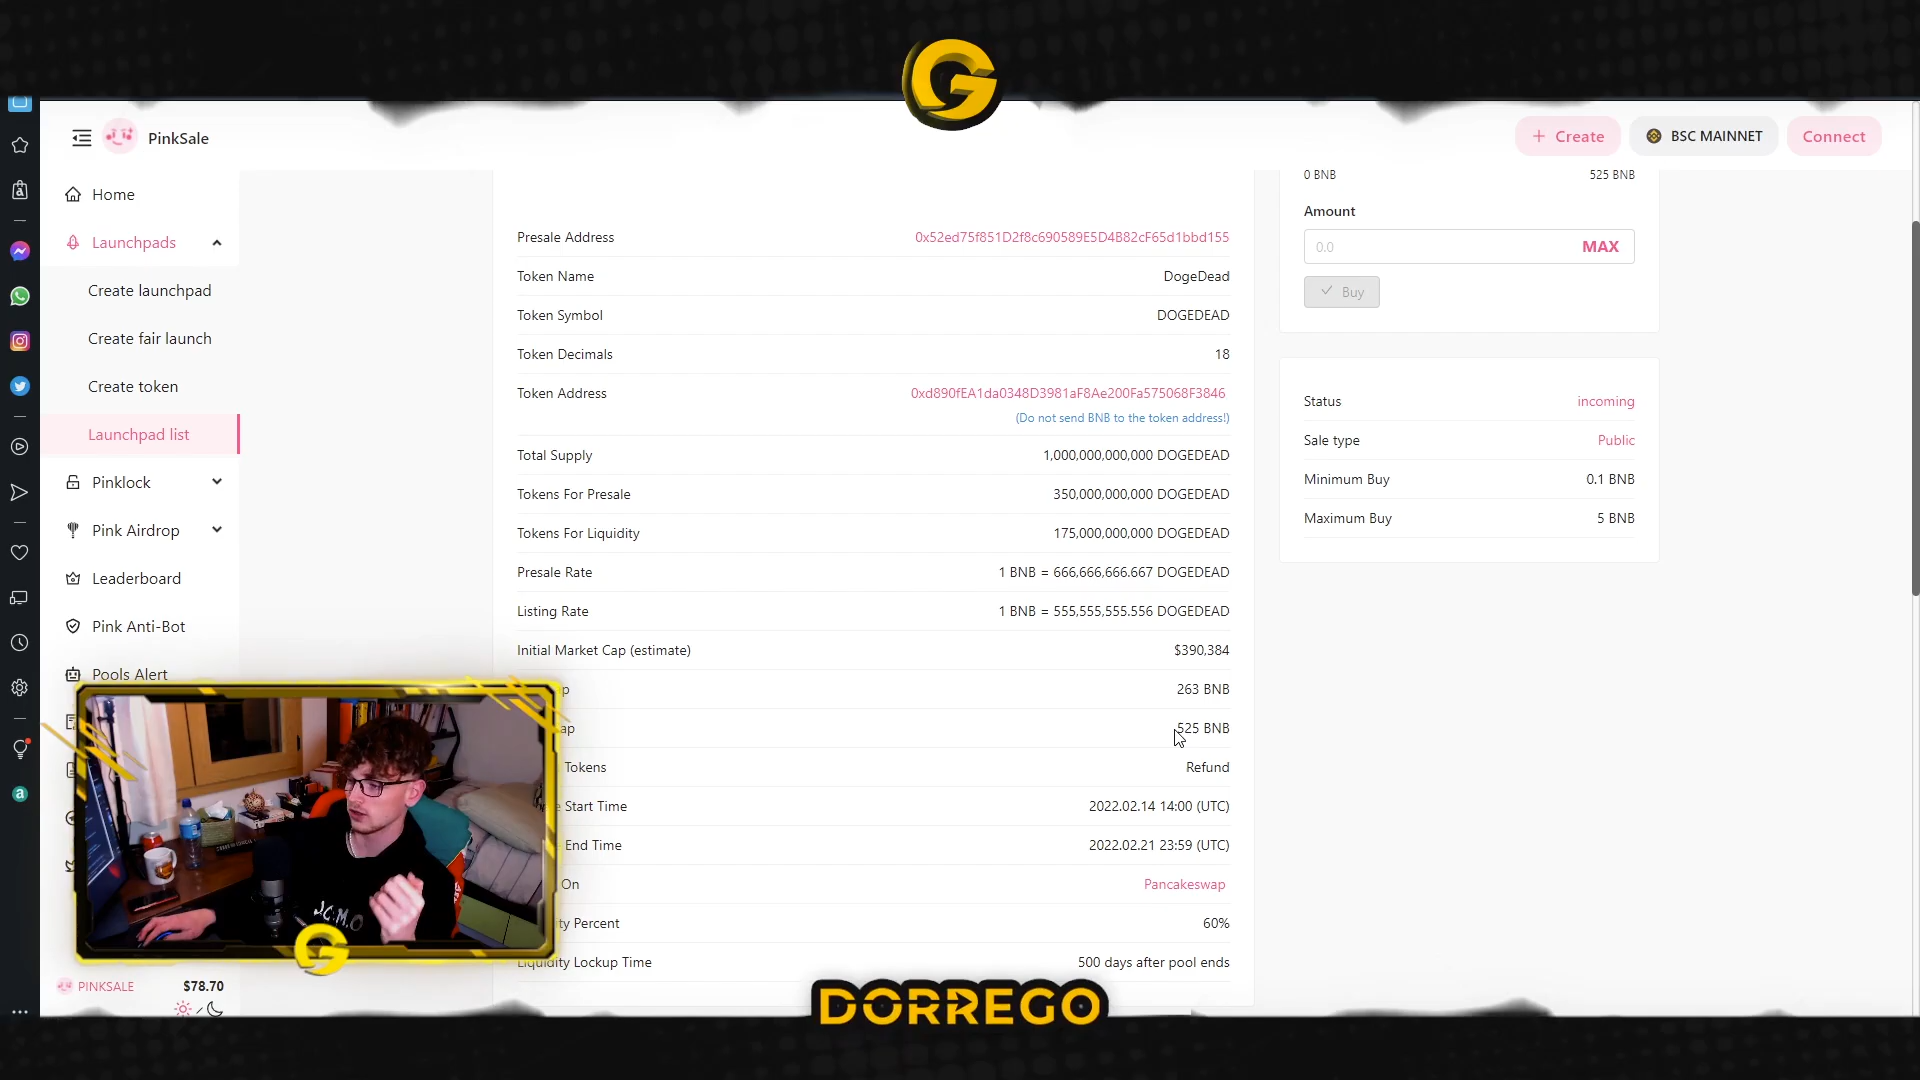 G
PinkSale
+ Create
BSC MAINNET
Connect
Home
Launchpads
Create launchpad
Create fair launch
Create token
Launchpad list
Pinklock
Pink Airdrop
Leaderboard
Pink Anti-Bot
Pools Alert
PINKSALE $78.70
Presale Address 0x52ed75f851D2f8c690589E5D4B82cF65d1bbd155
Token Name DogeDead
Token Symbol DOGEDEAD
Token Decimals 18
Token Address 0xd890fEA1da0348D3981aF8Ae200Fa575068F3846
(Do not send BNB to the token address!)
Total Supply 1,000,000,000,000 DOGEDEAD
Tokens For Presale 350,000,000,000 DOGEDEAD
Tokens For Liquidity 175,000,000,000 DOGEDEAD
Presale Rate 1 BNB = 666,666,666.667 DOGEDEAD
Listing Rate 1 BNB = 555,555,555.556 DOGEDEAD
Initial Market Cap (estimate) $390,384
p 263 BNB
ap 525 BNB
Tokens Refund
Start Time 2022.02.14 14:00 (UTC)
End Time 2022.02.21 23:59 (UTC)
On Pancakeswap
ty Percent 60%
Liquidity Lockup Time 500 days after pool ends
0 BNB 525 BNB
Amount
0.0 MAX
Buy
Status incoming
Sale type Public
Minimum Buy 0.1 BNB
Maximum Buy 5 BNB
G
DORREGO